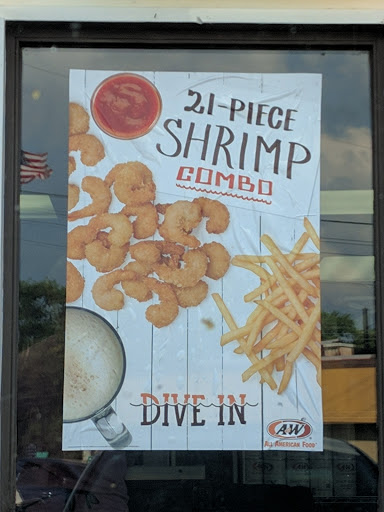 21-PIECE
SHRIMP
COMBO
DIVE IN
A&W
ALL AMERICAN FOOD